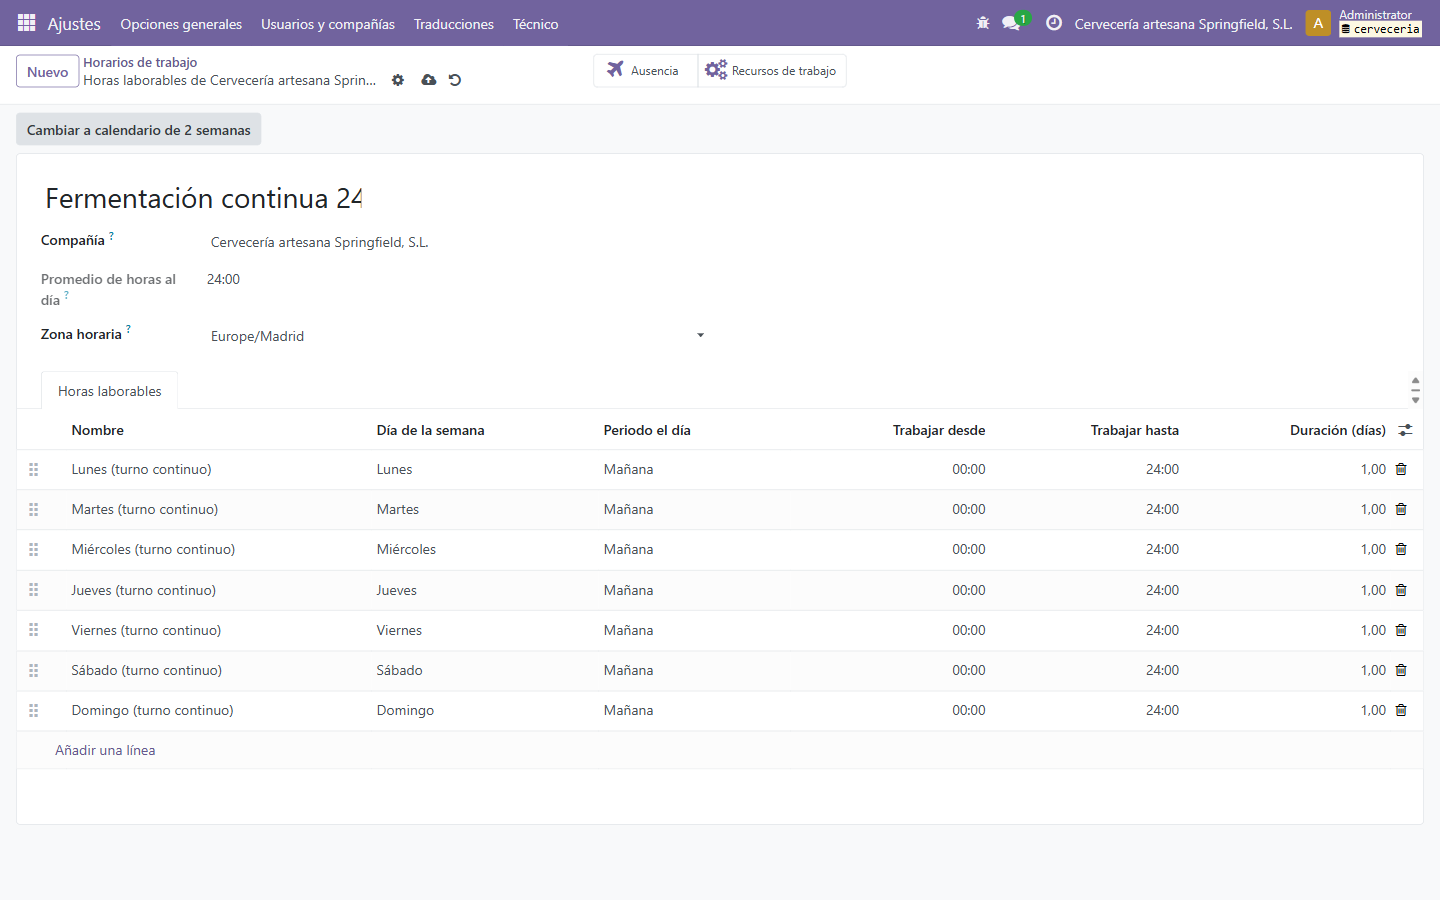 Ajustes Opciones generales Usuarios y compañías Traducciones Técnico 1 Cervecería artesana Springfield, S.L. A Administrator
cerveceria
Nuevo Horarios de trabajo
Horas laborables de Cervecería artesana Sprin... Ausencia Recursos de trabajo
Cambiar a calendario de 2 semanas
Fermentación continua 24
Compañía ? Cervecería artesana Springfield, S.L.
Promedio de horas al día ? 24:00
Zona horaria ? Europe/Madrid
Horas laborables
Nombre Día de la semana Periodo el día Trabajar desde Trabajar hasta Duración (días)
Lunes (turno continuo) Lunes Mañana 00:00 24:00 1,00
Martes (turno continuo) Martes Mañana 00:00 24:00 1,00
Miércoles (turno continuo) Miércoles Mañana 00:00 24:00 1,00
Jueves (turno continuo) Jueves Mañana 00:00 24:00 1,00
Viernes (turno continuo) Viernes Mañana 00:00 24:00 1,00
Sábado (turno continuo) Sábado Mañana 00:00 24:00 1,00
Domingo (turno continuo) Domingo Mañana 00:00 24:00 1,00
Añadir una línea